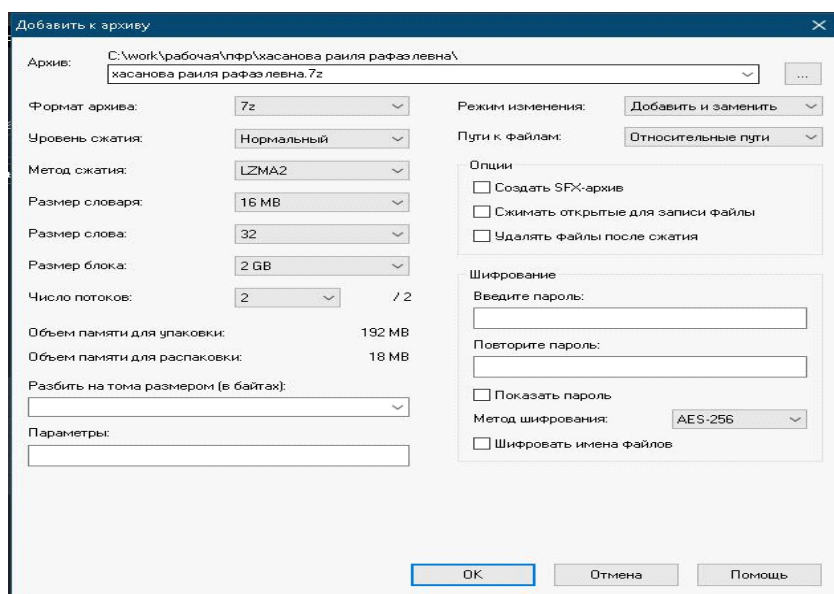 Добавить к архиву
Архив:
C:\work\рабочая\пфр\хасанова раиля рафаэлевна\
хасанова раиля рафаэлевна.7z
...
Формат архива:
7z
Уровень сжатия:
Нормальный
Метод сжатия:
LZMA2
Размер словаря:
16 MB
Размер слова:
32
Размер блока:
2 GB
Число потоков:
2
/ 2
Объем памяти для упаковки:
192 MB
Объем памяти для распаковки:
18 MB
Разбить на тома размером (в байтах):
Параметры:
Режим изменения:
Добавить и заменить
Пути к файлам:
Относительные пути
Опции
Создать SFX-архив
Сжимать открытые для записи файлы
Удалять файлы после сжатия
Шифрование
Введите пароль:
Повторите пароль:
Показать пароль
Метод шифрования:
AES-256
Шифровать имена файлов
OK
Отмена
Помощь